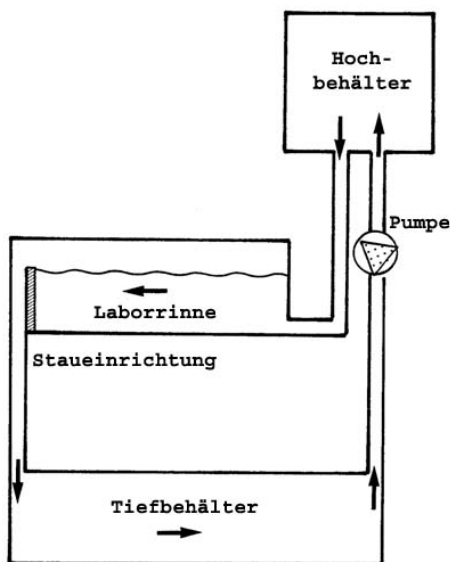 Hoch-
behälter
Pumpe
Laborrinne
Staueinrichtung
Tiefbehälter